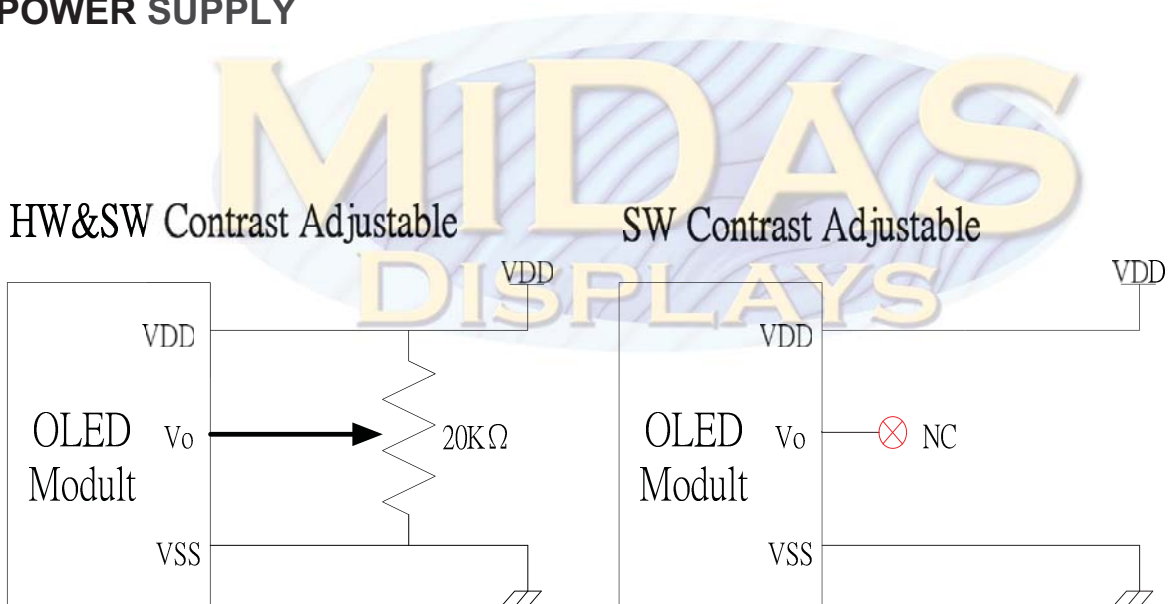 POWER SUPPLY
MIDAS
DISPLAYS
HW&SW Contrast Adjustable
SW Contrast Adjustable
VDD
VDD
VDD
VDD
OLED
Modult
Vo
20KΩ
OLED
Modult
Vo
NC
VSS
VSS